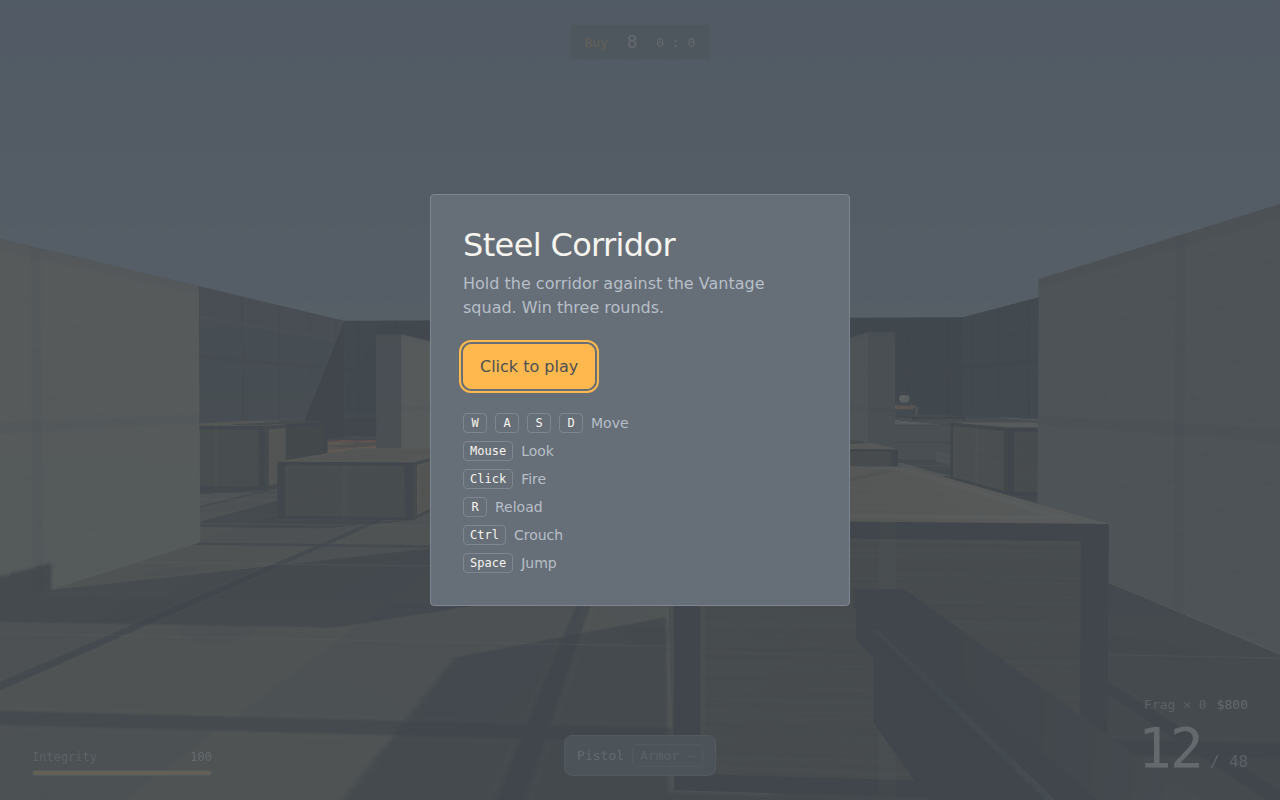 Buy 8 0 : 0
Steel Corridor
Hold the corridor against the Vantage
squad. Win three rounds.
Click to play
W A S D Move
Mouse Look
Click Fire
R Reload
Ctrl Crouch
Space Jump
Frag × 0 $800
Integrity 100
Pistol Armor —
12 / 48